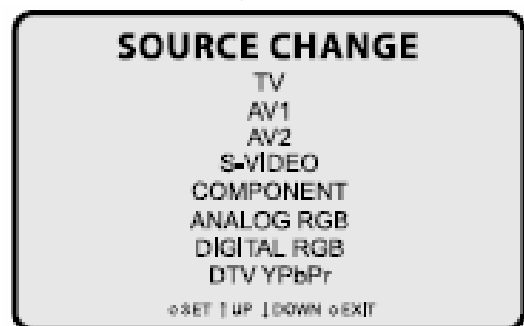 SOURCE CHANGE
TV
AV1
AV2
S-VIDEO
COMPONENT
ANALOG RGB
DIGITAL RGB
DTV YPbPr
○SET ↑UP ↓DOWN ○EXIT